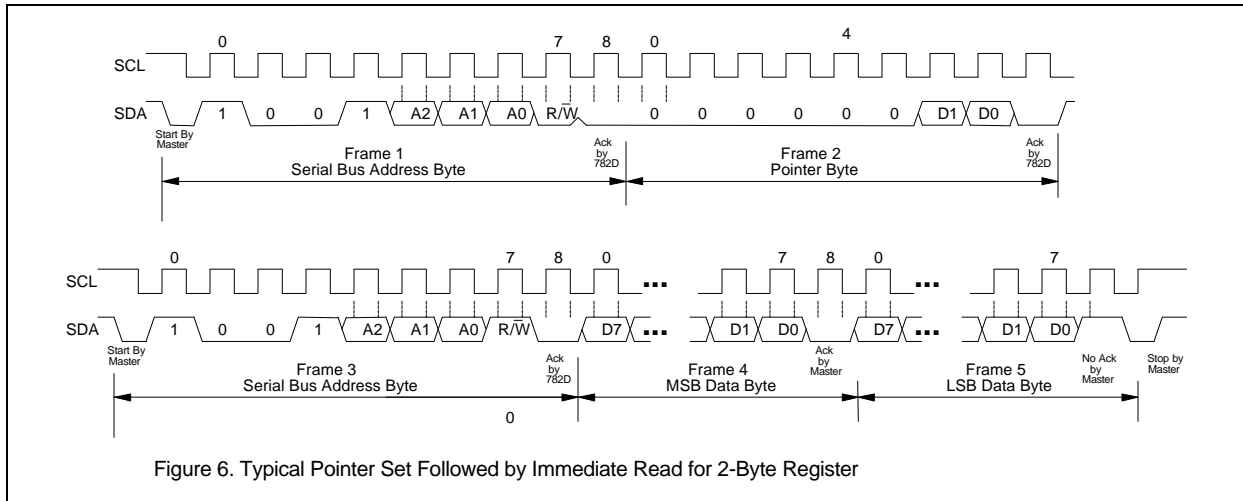 0 7 8 0 4
SCL
SDA 1 0 0 1 A2 A1 A0 R/W̅ 0 0 0 0 0 0 D1 D0
Start By
Master
Ack
by
782D
Ack
by
782D
Frame 1
Serial Bus Address Byte
Frame 2
Pointer Byte
0 7 8 0 7 8 0 7
SCL ... ... 
SDA 1 0 0 1 A2 A1 A0 R/W̅ D7 ... D1 D0 D7 ... D1 D0
Start By
Master
Ack
by
782D
Ack
by
Master
No Ack
by
Master
Stop by
Master
Frame 3
Serial Bus Address Byte
Frame 4
MSB Data Byte
Frame 5
LSB Data Byte
0
Figure 6. Typical Pointer Set Followed by Immediate Read for 2-Byte Register